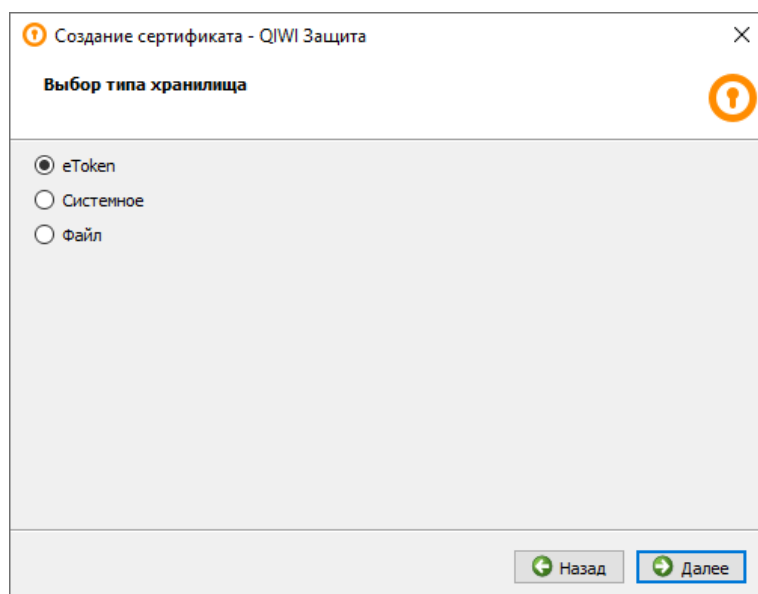 Создание сертификата - QIWI Защита
Выбор типа хранилища
eToken
Системное
Файл
Назад
Далее